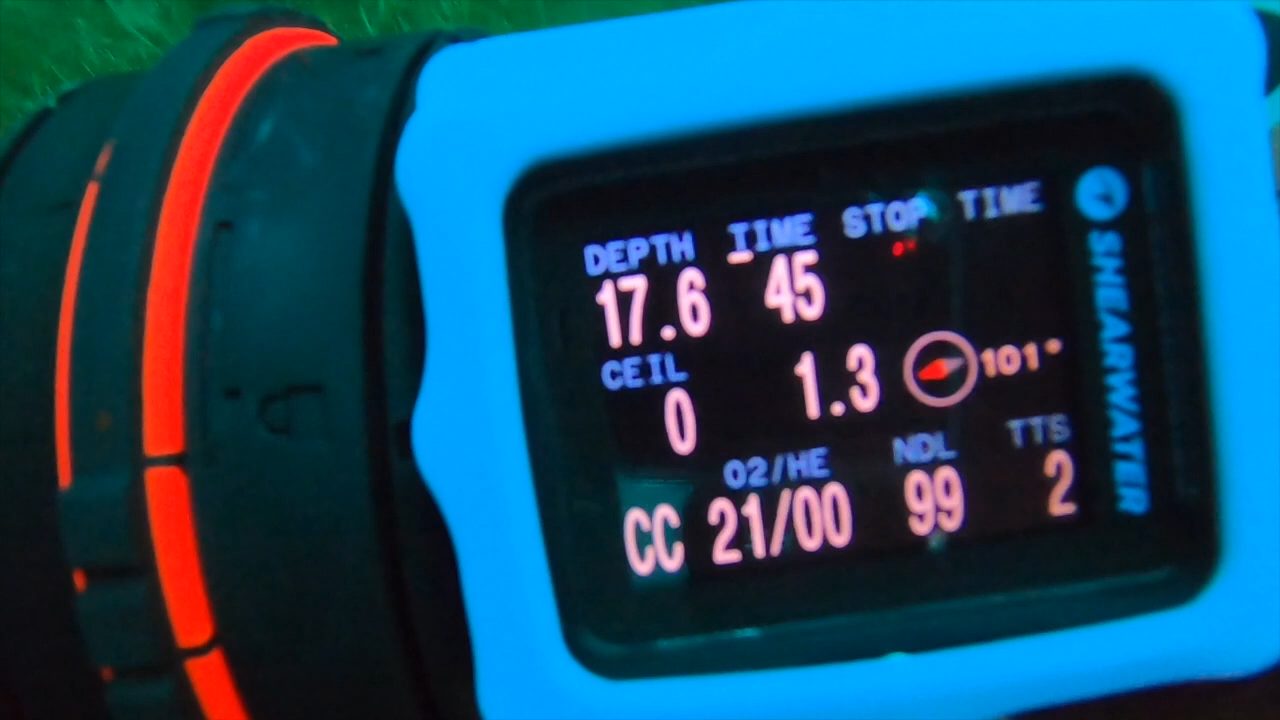 DEPTH TIME STOP TIME
17.6 45
CEIL
0 1.3 101°
O2/HE NDL TTS
CC 21/00 99 2
SHEARWATER